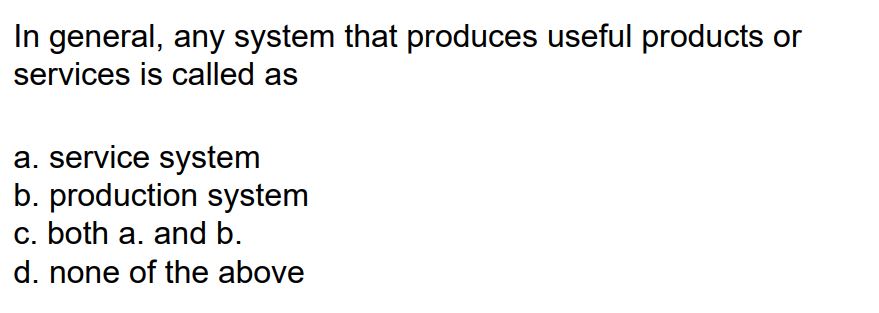 In general, any system that produces useful products or
services is called as
a. service system
b. production system
c. both a. and b.
d. none of the above